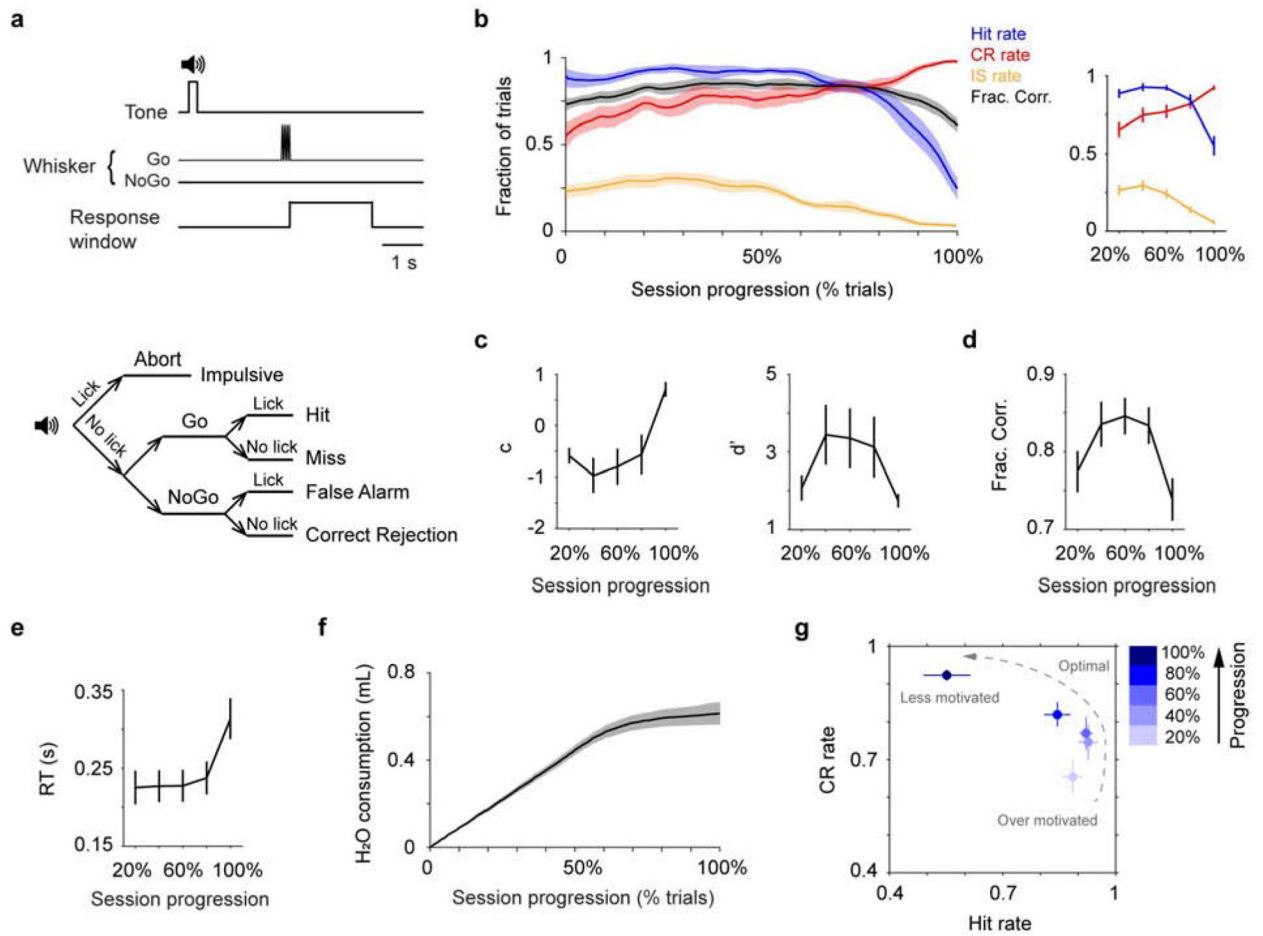 a
Tone
Whisker {
Go
NoGo
Response
window
1 s
Lick
Abort
Impulsive
No lick
Go
Lick
Hit
No lick
Miss
NoGo
Lick
False Alarm
No lick
Correct Rejection
b
Hit rate
CR rate
IS rate
Frac. Corr.
Fraction of trials
1
0.5
0
0
50%
100%
Session progression (% trials)
1
0.5
0
20%
60%
100%
c
c
1
0
-1
-2
20%
60%
100%
Session progression
d'
5
3
1
20%
60%
100%
d
Frac. Corr.
0.9
0.8
0.7
20%
60%
100%
Session progression
e
RT (s)
0.35
0.25
0.15
20%
60%
100%
Session progression
f
H₂O consumption (mL)
0.8
0.4
0
0
50%
100%
Session progression (% trials)
g
CR rate
1
0.7
0.4
0.4
0.7
1
Hit rate
Optimal
Less motivated
Over motivated
100%
80%
60%
40%
20%
Progression